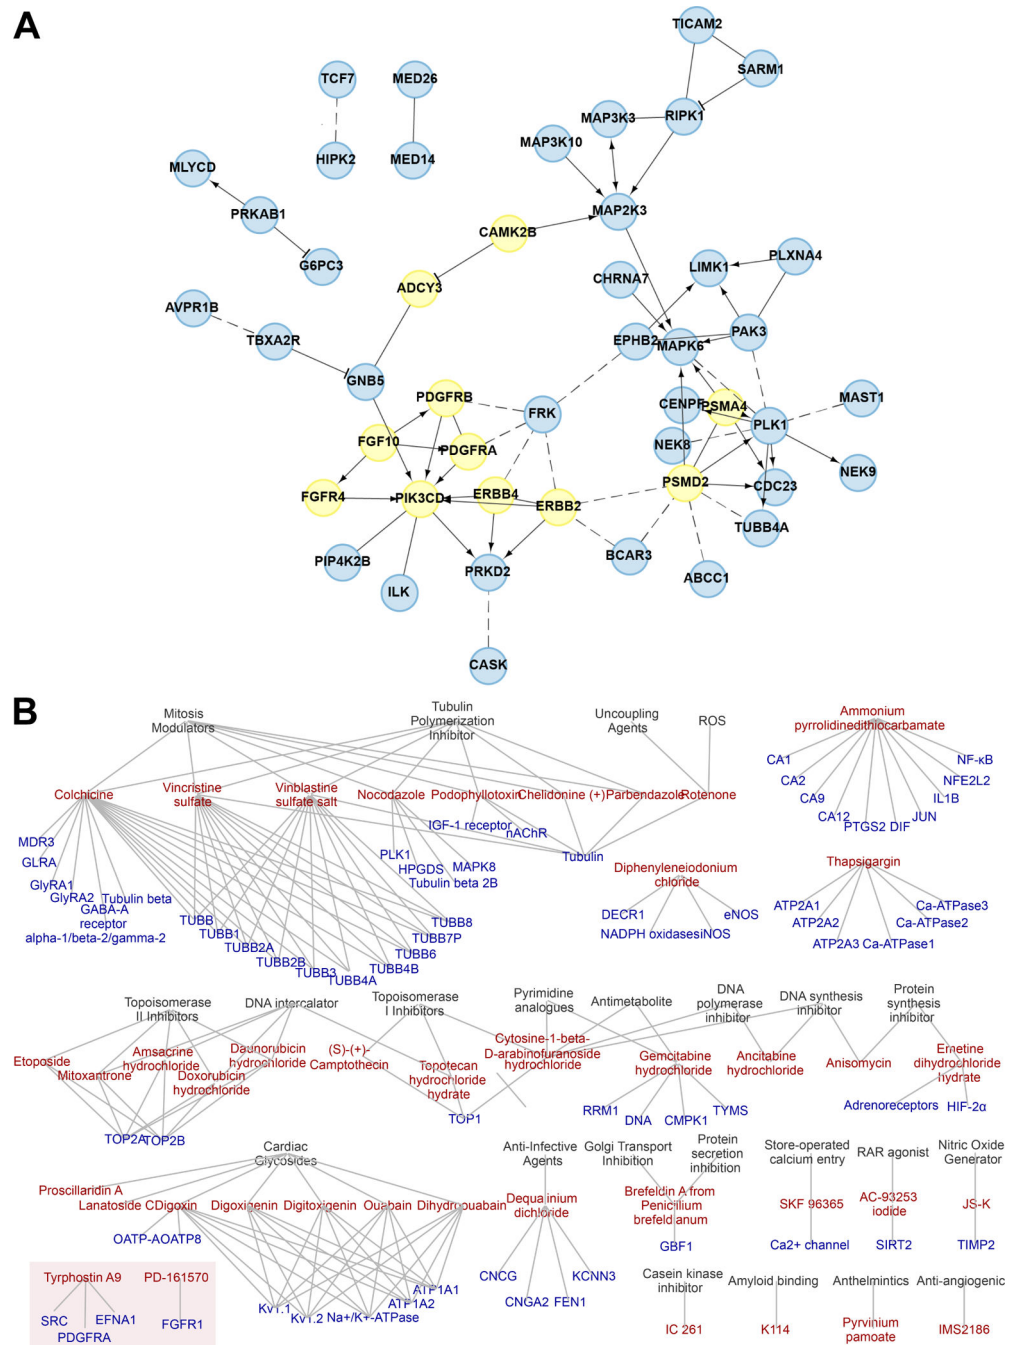 A
TICAM2
TCF7
MED26
SARM1
MAP3K3
RIPK1
MAP3K10
HIPK2
MED14
MLYCD
PRKAB1
MAP2K3
CAMK2B
G6PC3
LIMK1
PLXNA4
CHRNA7
ADCY3
AVPR1B
TBXA2R
EPHB2
MAPK6
PAK3
GNB5
PDGFRB
FRK
CENPF
PSMA4
MAST1
PLK1
FGF10
PDGFRA
NEK8
NEK9
FGFR4
PIK3CD
ERBB4
ERBB2
PSMD2
CDC23
TUBB4A
PIP4K2B
ILK
PRKD2
BCAR3
ABCC1
CASK
B
Mitosis
Modulators
Tubulin
Polymerization
Inhibitor
Uncoupling
Agents
ROS
Ammonium
pyrrolidinedithiocarbamate
CA1
CA2
CA9
CA12
PTGS2
DIF
JUN
IL1B
NFE2L2
NF-κB
Colchicine
Vincristine
sulfate
Vinblastine
sulfate salt
Nocodazole
Podophyllotoxin
Chelidonine (+)
Parbendazole
Rotenone
MDR3
GLRA
GlyRA1
GlyRA2
Tubulin beta
GABA-A
receptor
alpha-1/beta-2/gamma-2
TUBB
TUBB1
TUBB2A
TUBB2B
TUBB3
TUBB4A
TUBB4B
TUBB6
TUBB7P
TUBB8
IGF-1 receptor
nAChR
PLK1
HPGDS
MAPK8
Tubulin beta 2B
Tubulin
Diphenyleneiodonium
chloride
DECR1
eNOS
NADPH oxidases
iNOS
Thapsigargin
ATP2A1
ATP2A2
ATP2A3
Ca-ATPase1
Ca-ATPase2
Ca-ATPase3
Topoisomerase
II Inhibitors
DNA intercalator
Topoisomerase
I Inhibitors
Pyrimidine
analogues
Antimetabolite
DNA
polymerase
inhibitor
DNA synthesis
inhibitor
Protein
synthesis
inhibitor
Etoposide
Mitoxantrone
Amsacrine
hydrochloride
Doxorubicin
hydrochloride
Daunorubicin
hydrochloride
(S)-(+)-
Camptothecin
Topotecan
hydrochloride
hydrate
Cytosine-1-beta-
D-arabinofuranoside
hydrochloride
Gemcitabine
hydrochloride
Ancitabine
hydrochloride
Anisomycin
Emetine
dihydrochloride
hydrate
TOP2A
TOP2B
TOP1
RRM1
DNA
CMPK1
TYMS
Adrenoreceptors
HIF-2α
Cardiac
Glycosides
Anti-Infective
Agents
Golgi Transport
Inhibition
Protein
secretion
inhibition
Store-operated
calcium entry
RAR agonist
Nitric Oxide
Generator
Proscillaridin A
Lanatoside C
Digoxin
Digoxigenin
Digitoxigenin
Ouabain
Dihydroouabain
Dequalinium
dichloride
Brefeldin A from
Penicilium
brefeldianum
SKF 96365
AC-93253
iodide
JS-K
OATP-A
OATP8
GBF1
Ca2+ channel
SIRT2
TIMP2
Tyrphostin A9
PD-161570
SRC
PDGFRA
EFNA1
FGFR1
Kv1.1
Kv1.2
Na+/K+-ATPase
ATP1A2
ATP1A1
CNCG
CNGA2
FEN1
KCNN3
Casein kinase
inhibitor
Amyloid binding
Anthelmintics
Anti-angiogenic
IC 261
K114
Pyrvinium
pamoate
IMS2186